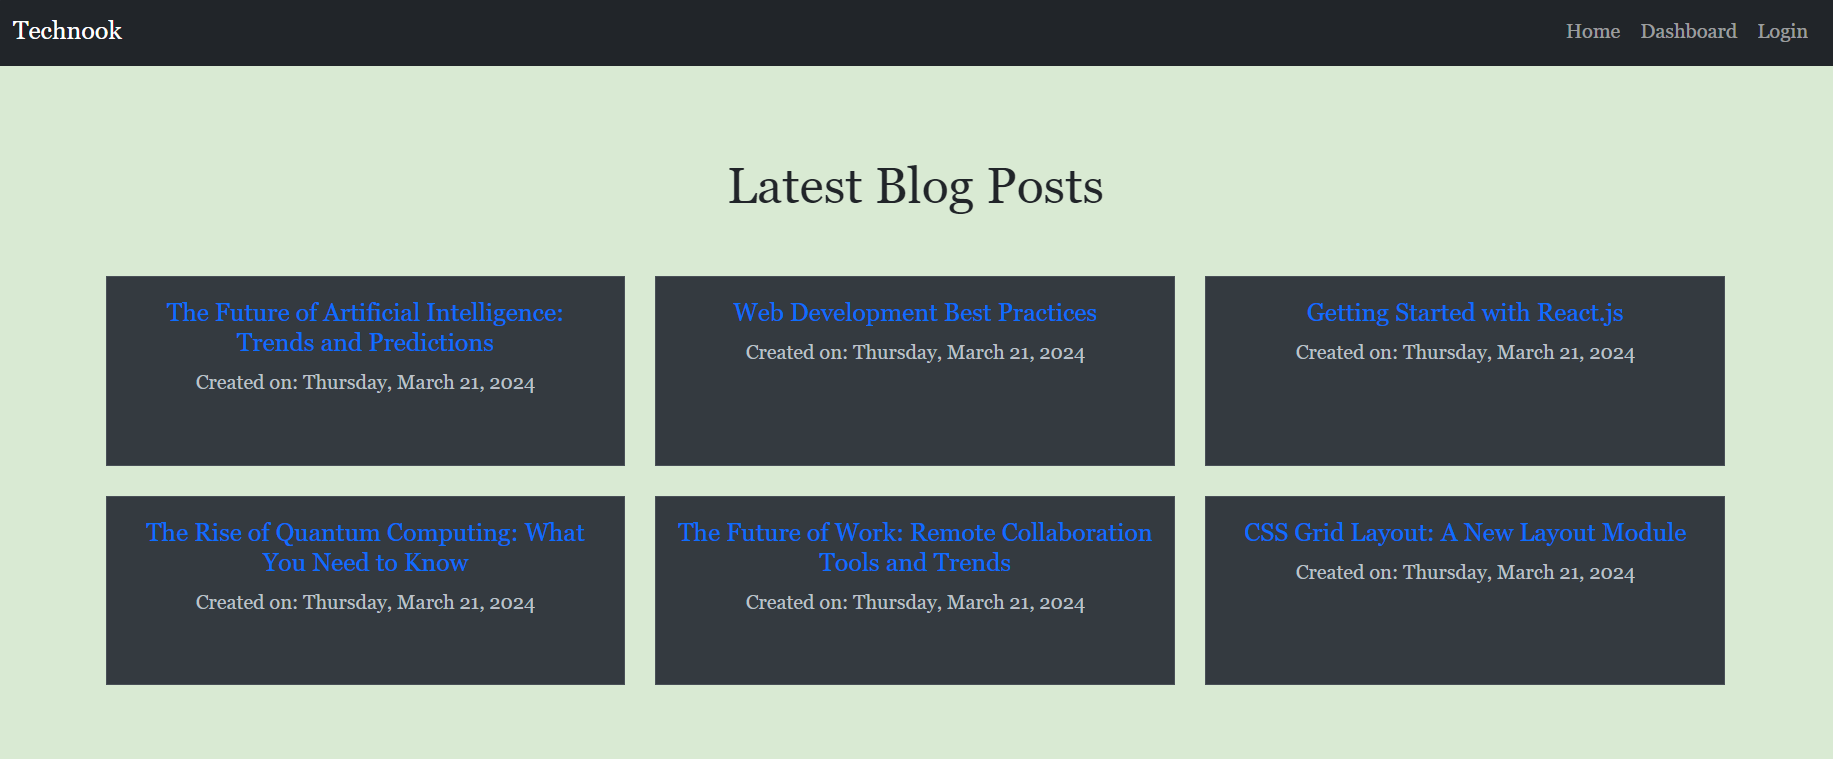 Technook
Home Dashboard Login
Latest Blog Posts
The Future of Artificial Intelligence:
Trends and Predictions
Created on: Thursday, March 21, 2024
Web Development Best Practices
Created on: Thursday, March 21, 2024
Getting Started with React.js
Created on: Thursday, March 21, 2024
The Rise of Quantum Computing: What
You Need to Know
Created on: Thursday, March 21, 2024
The Future of Work: Remote Collaboration
Tools and Trends
Created on: Thursday, March 21, 2024
CSS Grid Layout: A New Layout Module
Created on: Thursday, March 21, 2024